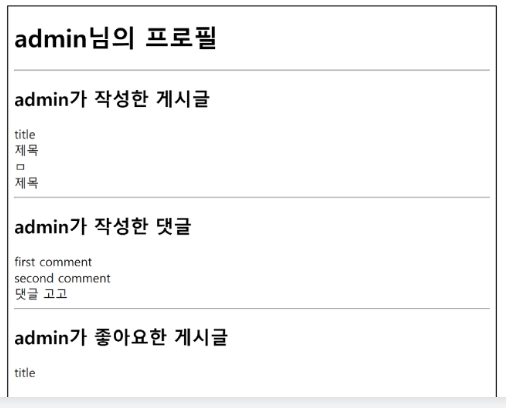 admin님의 프로필
admin가 작성한 게시글
title
제목
ㅁ
제목
admin가 작성한 댓글
first comment
second comment
댓글 고고
admin가 좋아요한 게시글
title